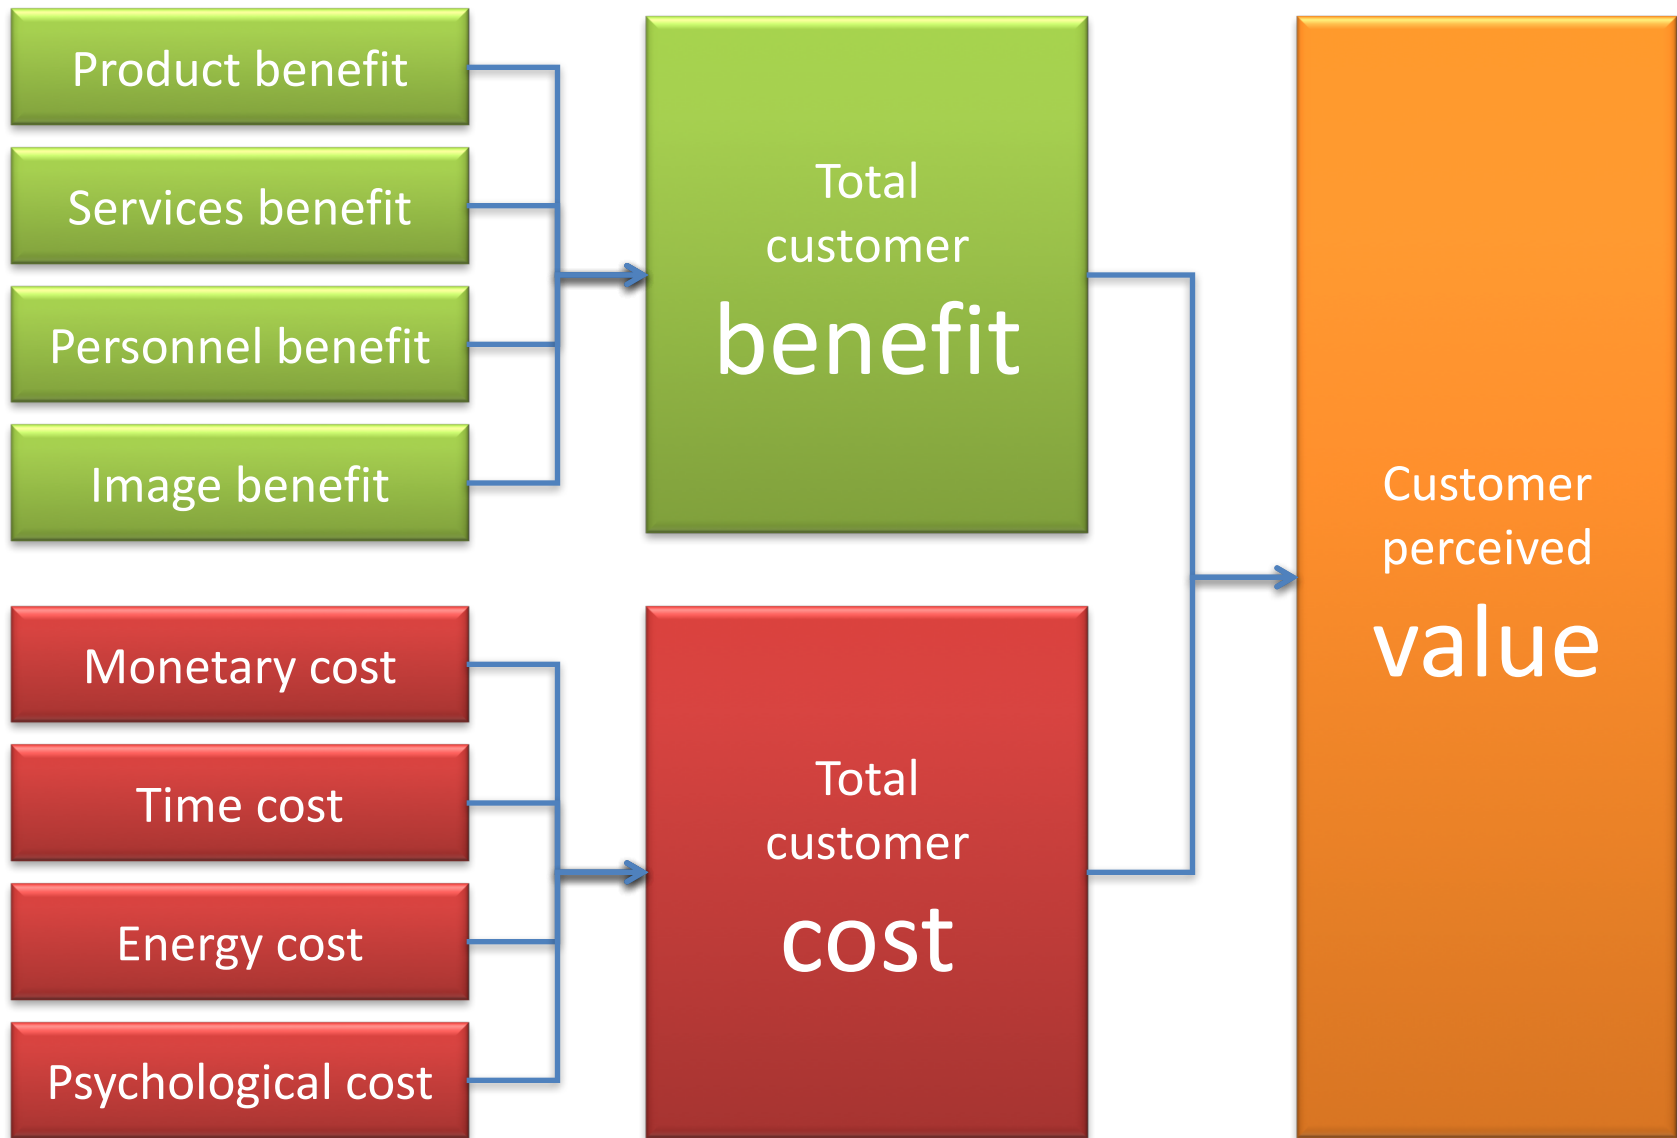 Product benefit
Services benefit
Personnel benefit
Image benefit
Total
customer
benefit
Monetary cost
Time cost
Energy cost
Psychological cost
Total
customer
cost
Customer
perceived
value